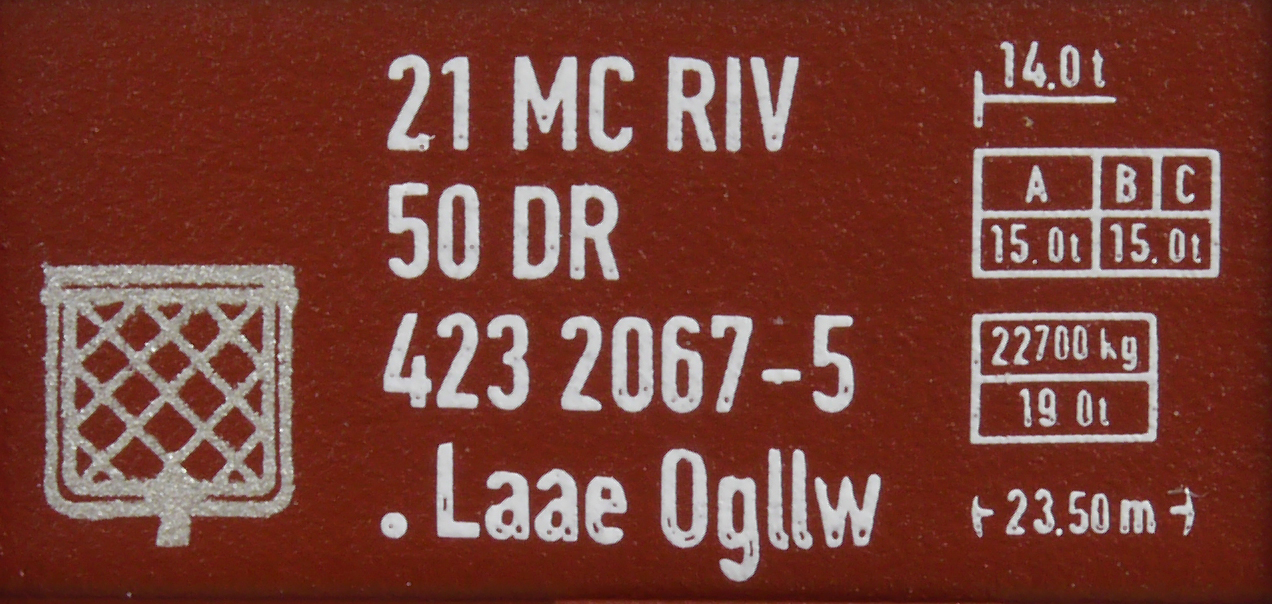 21 MC RIV
50 DR
423 2067-5
. Laae Ogllw
14.0t
A B C
15.0t 15.0t
22700 kg
19 0t
23.50m